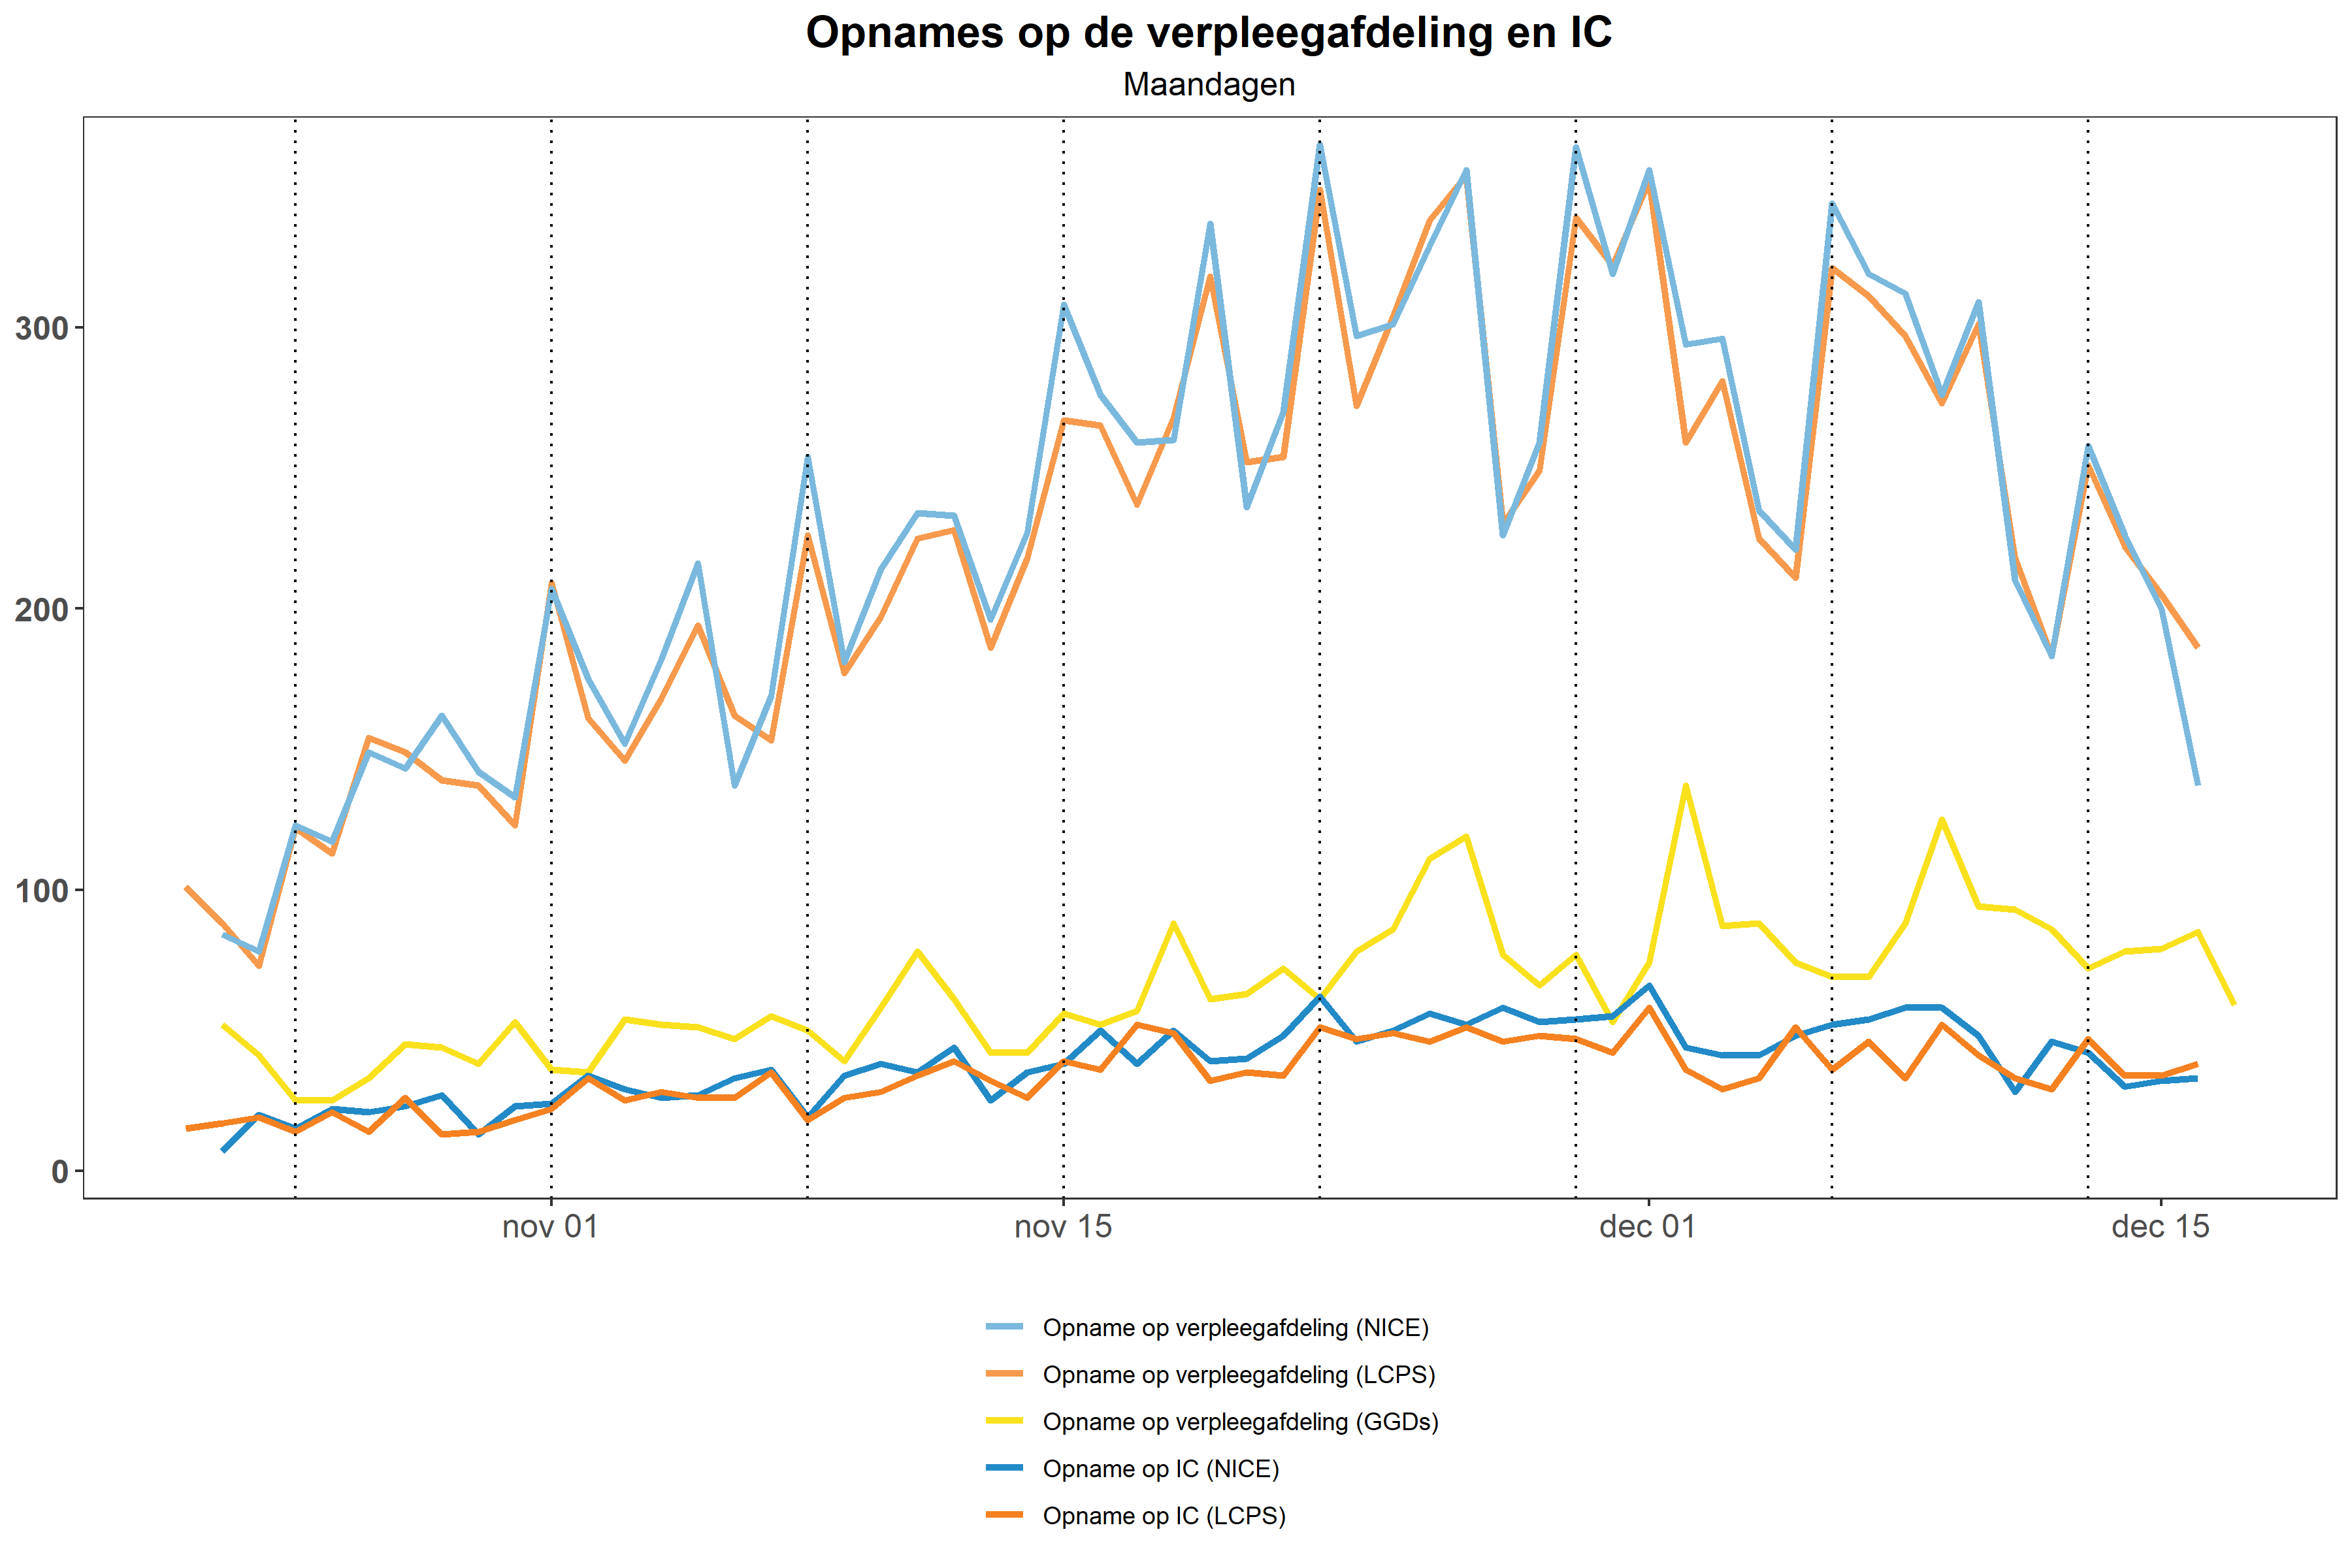 Opnames op de verpleegafdeling en IC
Maandagen
300
200
100
0
nov 01 nov 15 dec 01 dec 15
Opname op verpleegafdeling (NICE)
Opname op verpleegafdeling (LCPS)
Opname op verpleegafdeling (GGDs)
Opname op IC (NICE)
Opname op IC (LCPS)